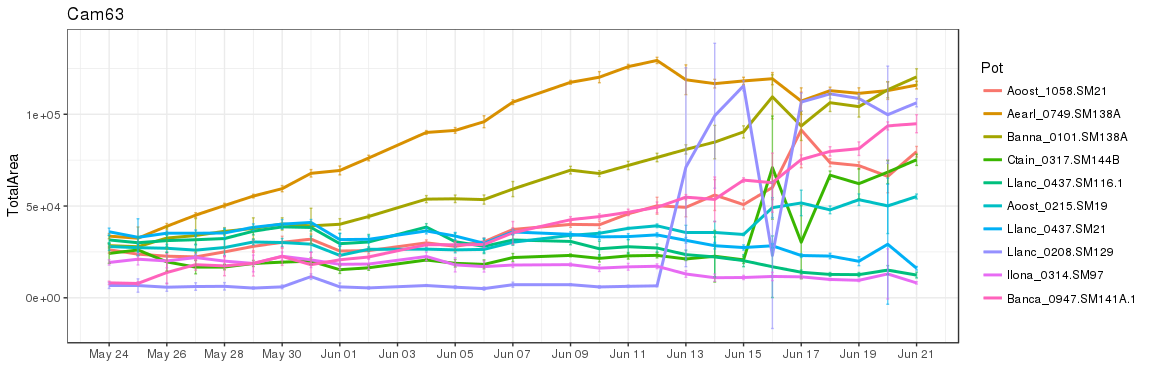 Cam63
TotalArea
1e+05
5e+04
0e+00
May 24 May 26 May 28 May 30 Jun 01 Jun 03 Jun 05 Jun 07 Jun 09 Jun 11 Jun 13 Jun 15 Jun 17 Jun 19 Jun 21
Pot
Aoost_1058.SM21
Aearl_0749.SM138A
Banna_0101.SM138A
Ctain_0317.SM144B
Llanc_0437.SM116.1
Aoost_0215.SM19
Llanc_0437.SM21
Llanc_0208.SM129
Ilona_0314.SM97
Banca_0947.SM141A.1